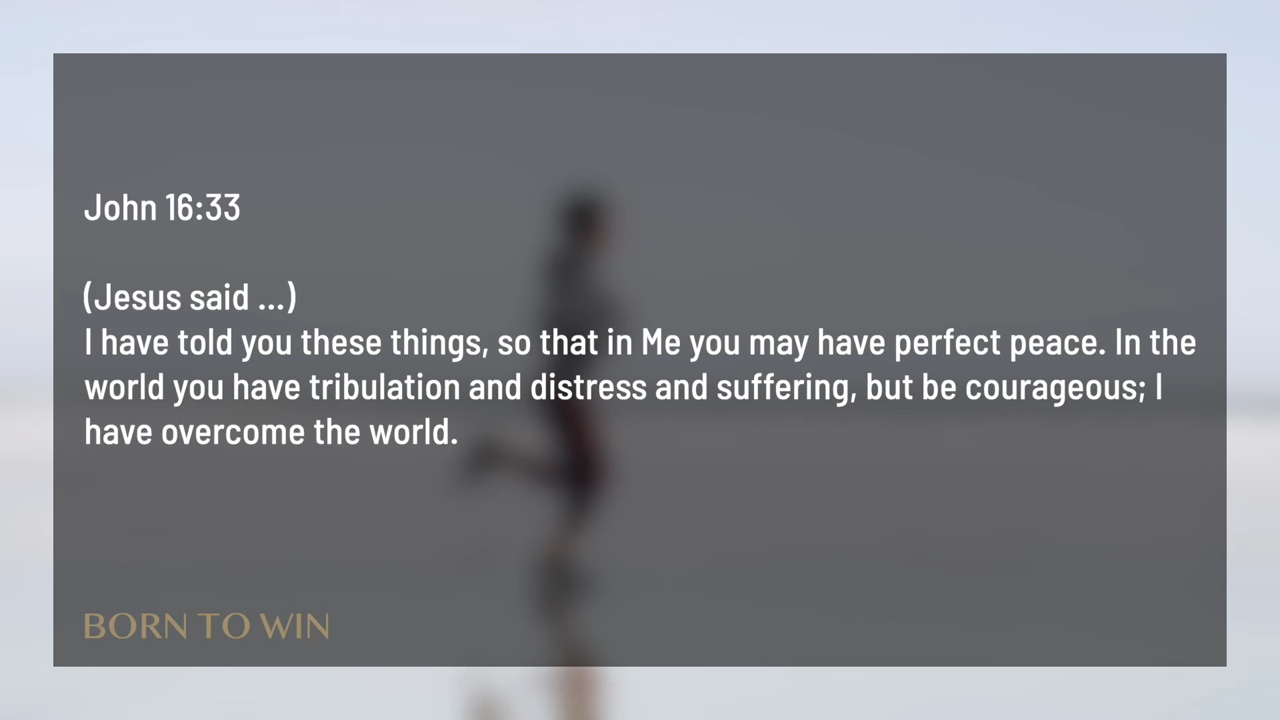 John 16:33
(Jesus said ...)
I have told you these things, so that in Me you may have perfect peace. In the
world you have tribulation and distress and suffering, but be courageous; I
have overcome the world.
BORN TO WIN